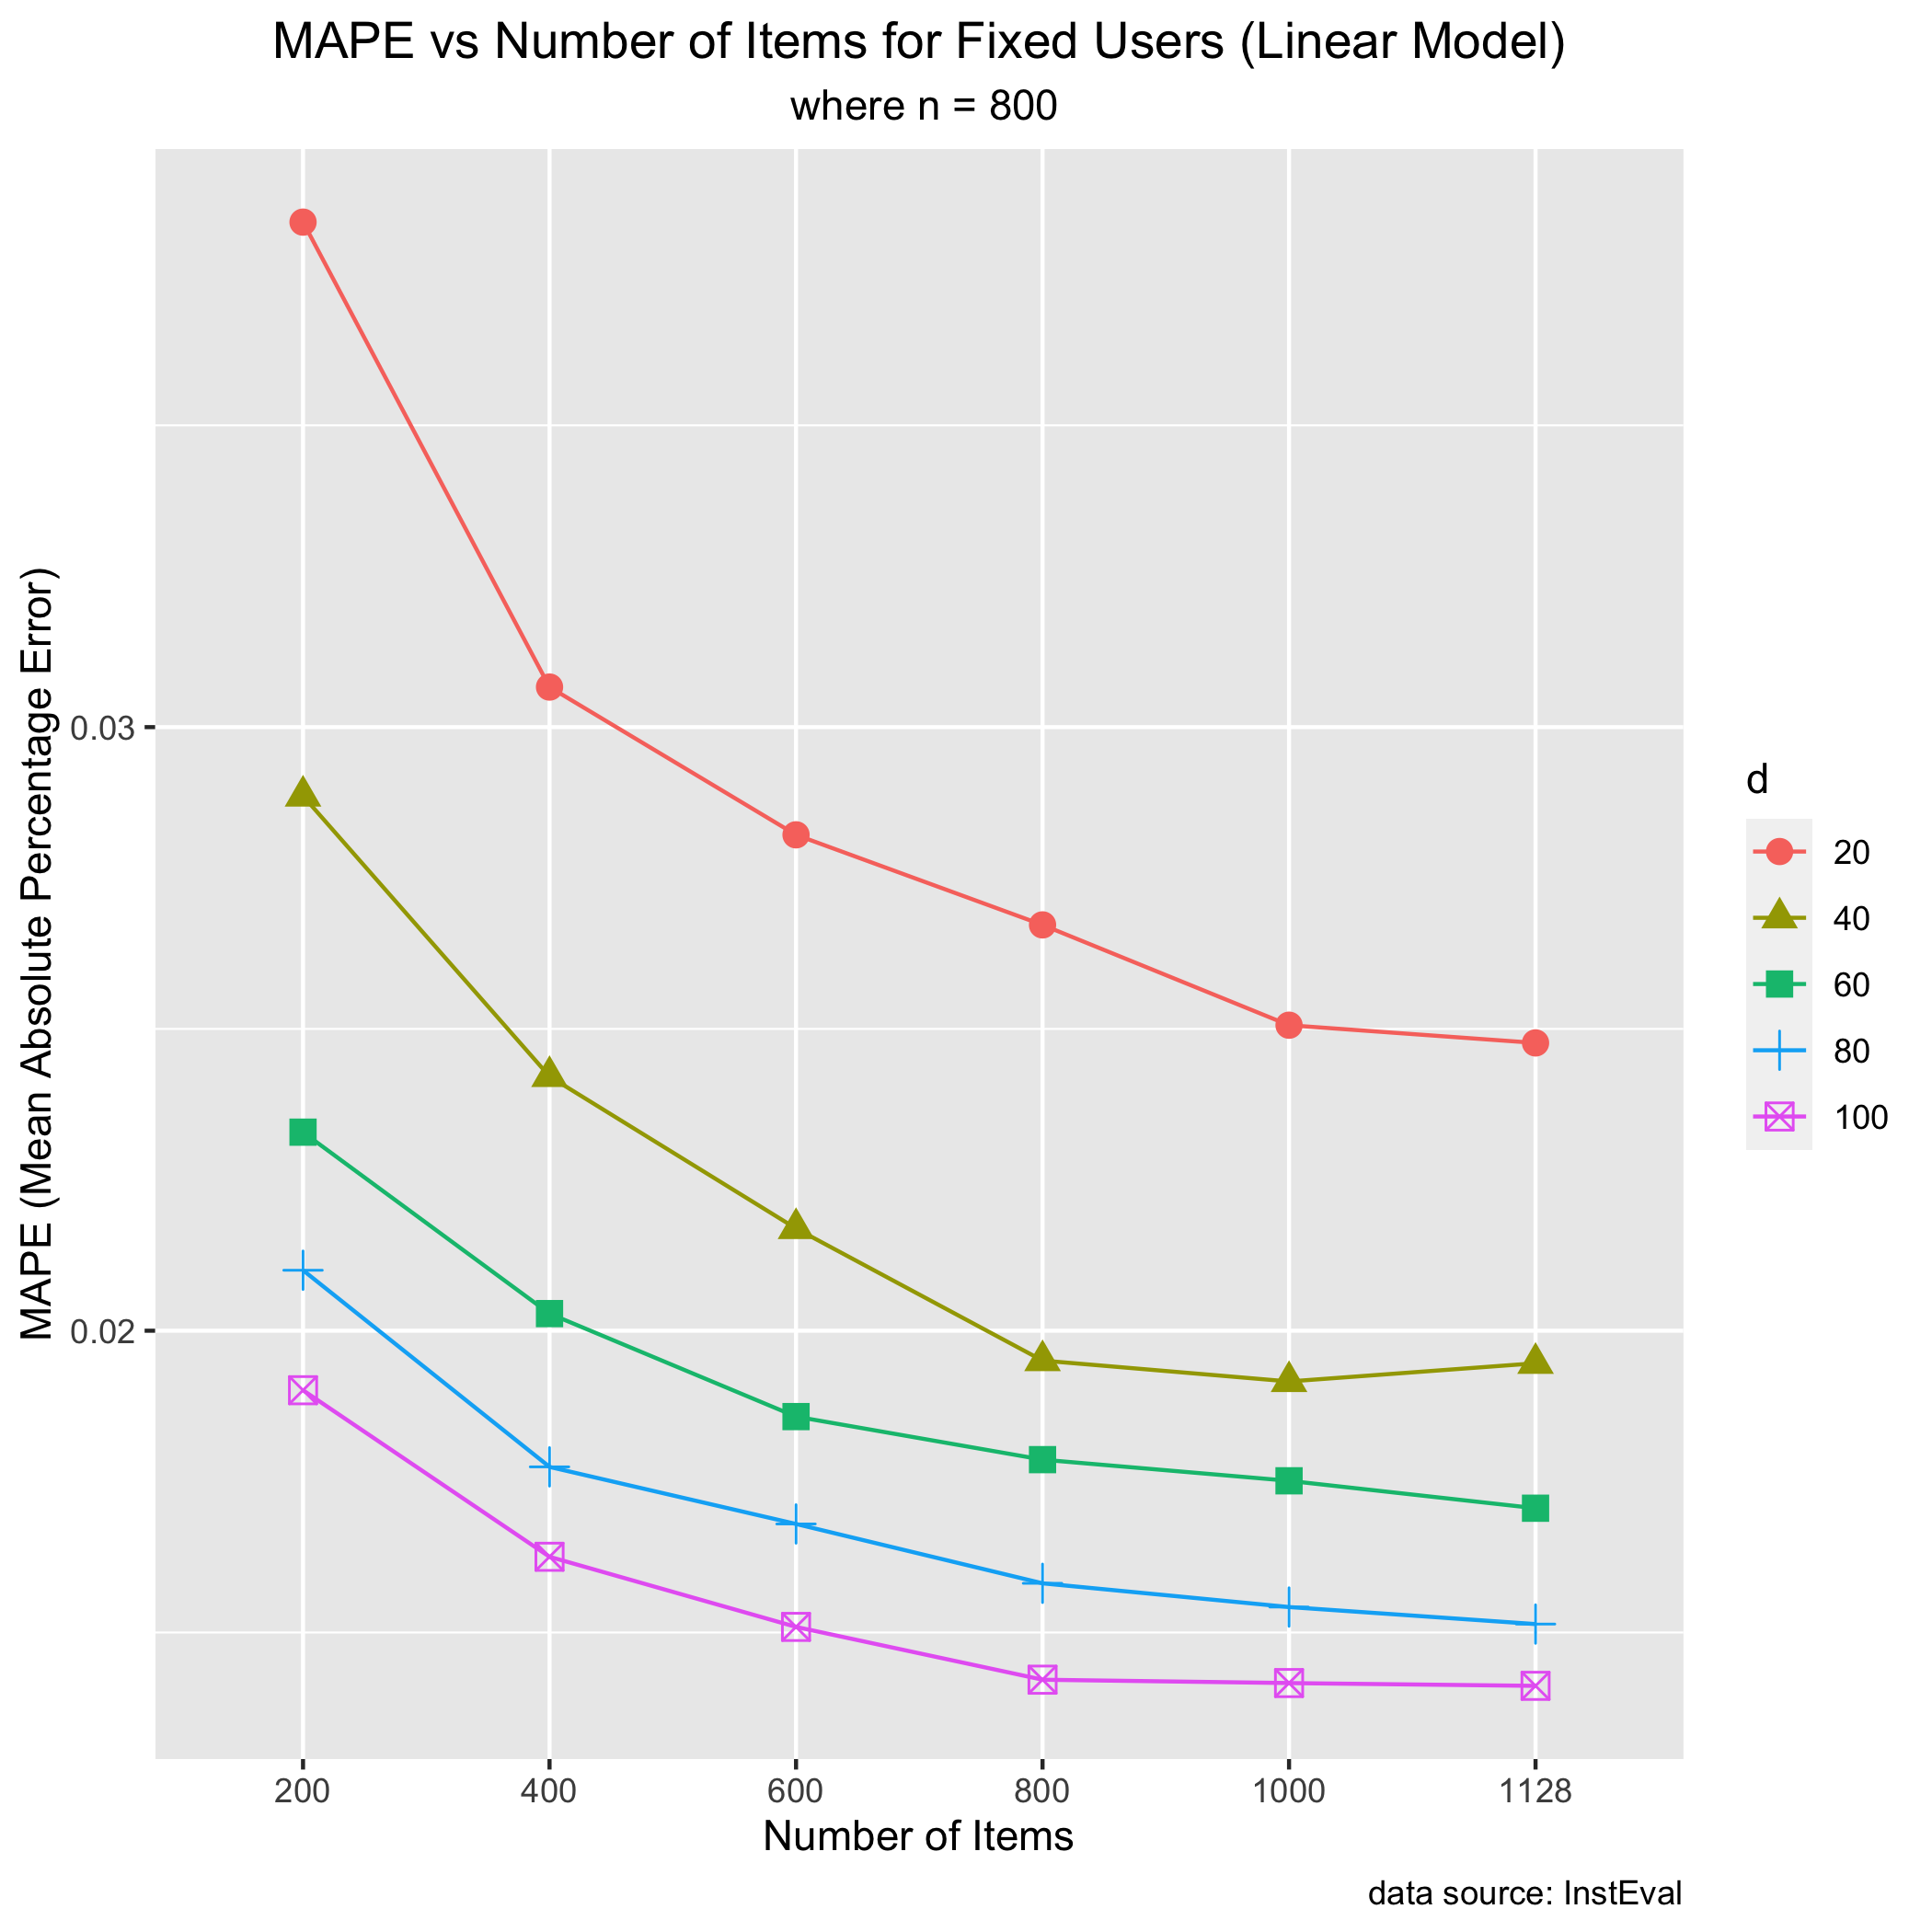 MAPE vs Number of Items for Fixed Users (Linear Model)
where n = 800
MAPE (Mean Absolute Percentage Error)
0.03
0.02
200 400 600 800 1000 1128
Number of Items
d
20
40
60
80
100
data source: InstEval